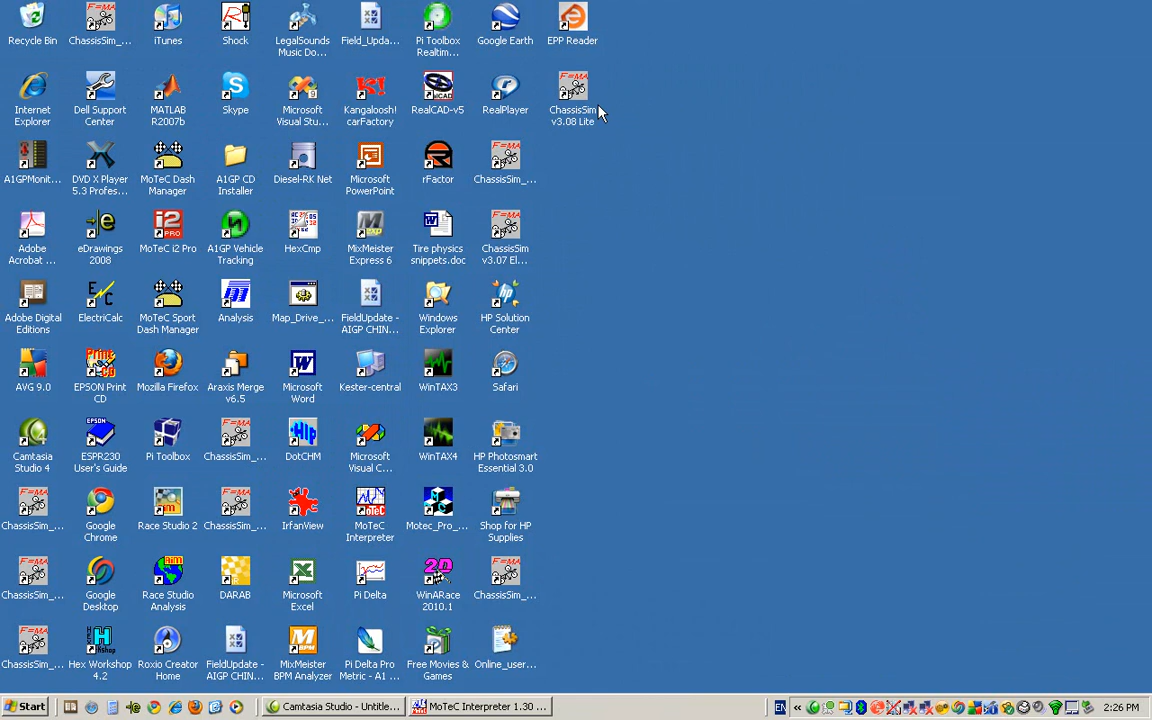 Recycle Bin
ChassisSim_...
iTunes
Shock
LegalSounds
Music Do...
Field_Upda...
Pi Toolbox
Realtim...
Google Earth
EPP Reader
Internet
Explorer
Dell Support
Center
MATLAB
R2007b
Skype
Microsoft
Visual Stu...
Kangaloosh!
carFactory
RealCAD-v5
RealPlayer
ChassisSim
v3.08 Lite
A1GPMonit...
DVD X Player
5.3 Profes...
MoTeC Dash
Manager
A1GP CD
Installer
Diesel-RK Net
Microsoft
PowerPoint
rFactor
ChassisSim_...
Adobe
Acrobat ...
eDrawings
2008
MoTeC i2 Pro
A1GP Vehicle
Tracking
HexCmp
MixMeister
Express 6
Tire physics
snippets.doc
ChassisSim
v3.07 El...
Adobe Digital
Editions
ElectriCalc
MoTeC Sport
Dash Manager
Analysis
Map_Drive_...
FieldUpdate -
AIGP CHIN...
Windows
Explorer
HP Solution
Center
AVG 9.0
EPSON Print
CD
Mozilla Firefox
Araxis Merge
v6.5
Microsoft
Word
Kester-central
WinTAX3
Safari
Camtasia
Studio 4
ESPR230
User's Guide
Pi Toolbox
ChassisSim_...
DotCHM
Microsoft
Visual C...
WinTAX4
HP Photosmart
Essential 3.0
ChassisSim_...
Google
Chrome
Race Studio 2
ChassisSim_...
IrfanView
MoTeC
Interpreter
Motec_Pro_...
Shop for HP
Supplies
ChassisSim_...
Google
Desktop
Race Studio
Analysis
DARAB
Microsoft
Excel
Pi Delta
WinARace
2010.1
ChassisSim_...
ChassisSim_...
Hex Workshop
4.2
Roxio Creator
Home
FieldUpdate -
AIGP CHIN...
MixMeister
BPM Analyzer
Pi Delta Pro
Metric - A1 ...
Free Movies &
Games
Online_user...
Start
Camtasia Studio - Untitle...
MoTeC Interpreter 1.30 ...
EN
2:26 PM